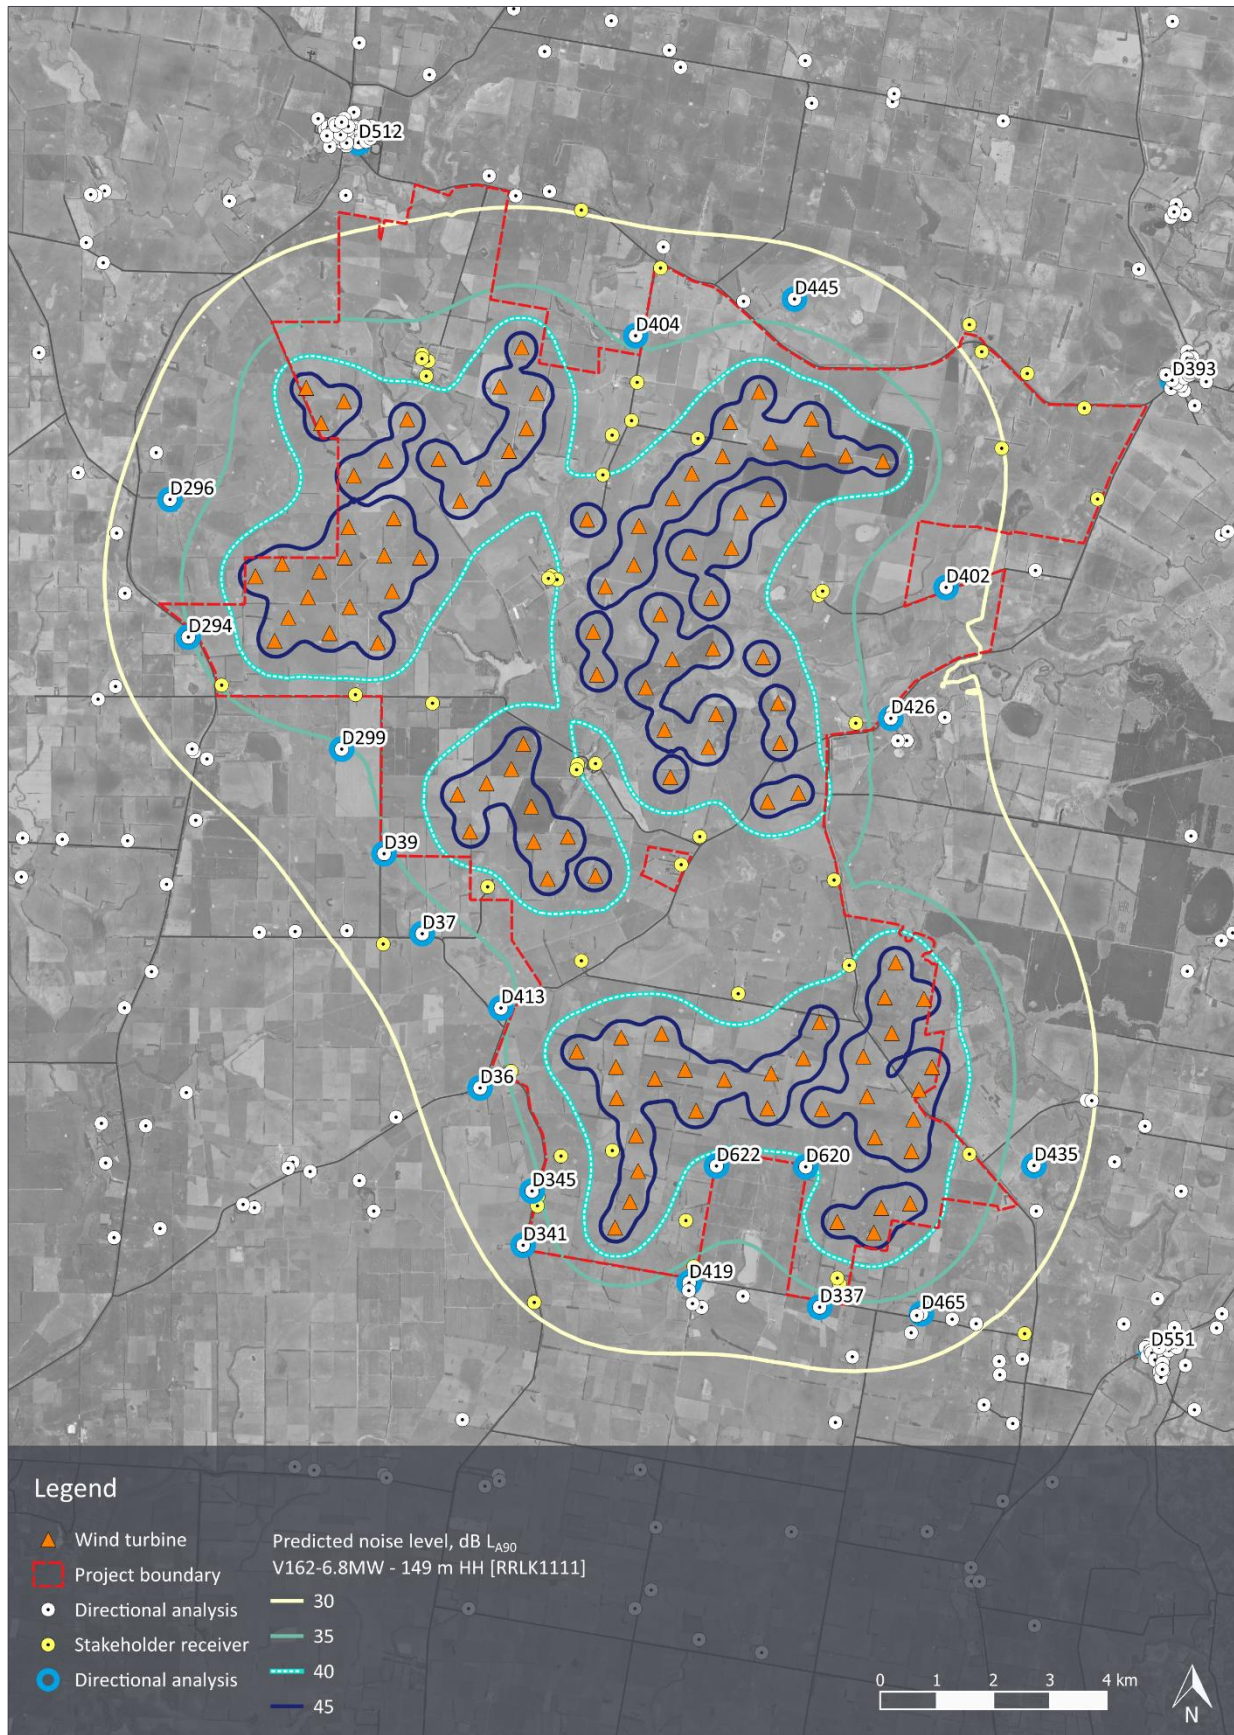 D512
D445
D404
D393
D296
D402
D294
D426
D299
D39
D37
D413
D36
D622
D620
D435
D345
D341
D419
D337
D465
D551
Legend
Wind turbine
Project boundary
Directional analysis
Stakeholder receiver
Directional analysis
Predicted noise level, dB LA90
V162-6.8MW - 149 m HH [RRLK1111]
30
35
40
45
0 1 2 3 4 km
N